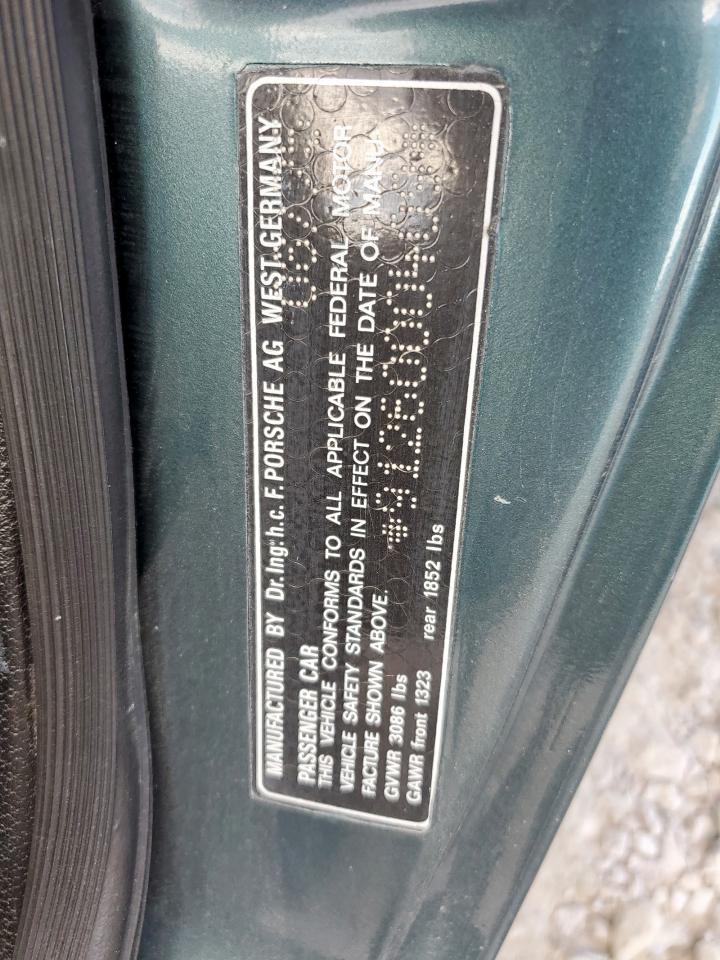 MANUFACTURED BY Dr.Ing.h.c. F. PORSCHE AG WEST-GERMANY
PASSENGER CAR
THIS VEHICLE CONFORMS TO ALL APPLICABLE FEDERAL MOTOR
VEHICLE SAFETY STANDARDS IN EFFECT ON THE DATE OF MANU-
FACTURE SHOWN ABOVE.
GVWR 3086 lbs
GAWR front 1323 rear 1852 lbs